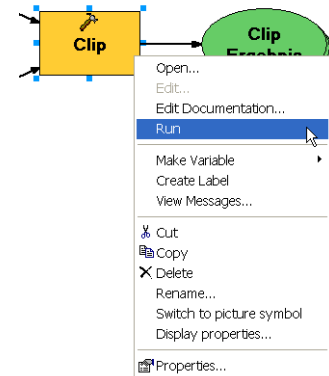 Clip
Clip
Ergebnis
Open...
Edit...
Edit Documentation...
Run
Make Variable
Create Label
View Messages...
Cut
Copy
Delete
Rename...
Switch to picture symbol
Display properties...
Properties...